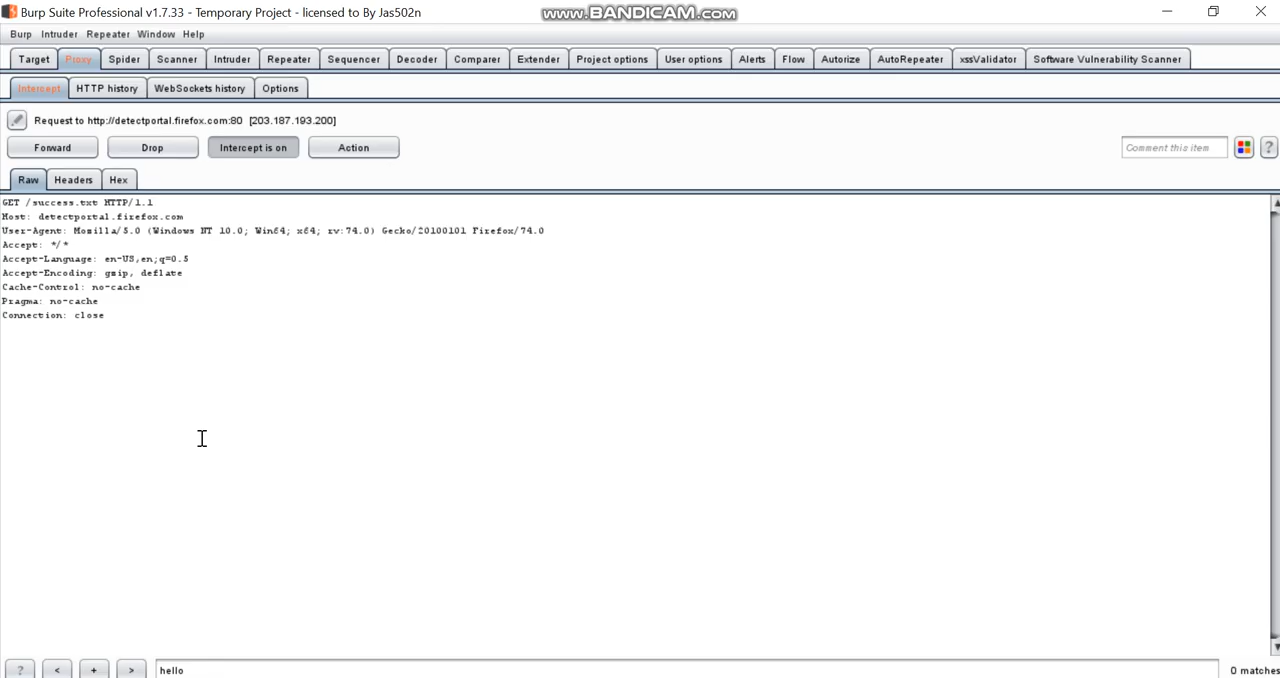 Burp Suite Professional v1.7.33 - Temporary Project - licensed to By Jas502n
www.BANDICAM.com
Burp Intruder Repeater Window Help
Target Proxy Spider Scanner Intruder Repeater Sequencer Decoder Comparer Extender Project options User options Alerts Flow Autorize AutoRepeater xssValidator Software Vulnerability Scanner
Intercept HTTP history WebSockets history Options
Request to http://detectportal.firefox.com:80 [203.187.193.200]
Forward Drop Intercept is on Action Comment this item ?
Raw Headers Hex
GET /success.txt HTTP/1.1
Host: detectportal.firefox.com
User-Agent: Mozilla/5.0 (Windows NT 10.0; Win64; x64; rv:74.0) Gecko/20100101 Firefox/74.0
Accept: */*
Accept-Language: en-US,en;q=0.5
Accept-Encoding: gzip, deflate
Cache-Control: no-cache
Pragma: no-cache
Connection: close
? < + > hello 0 matches